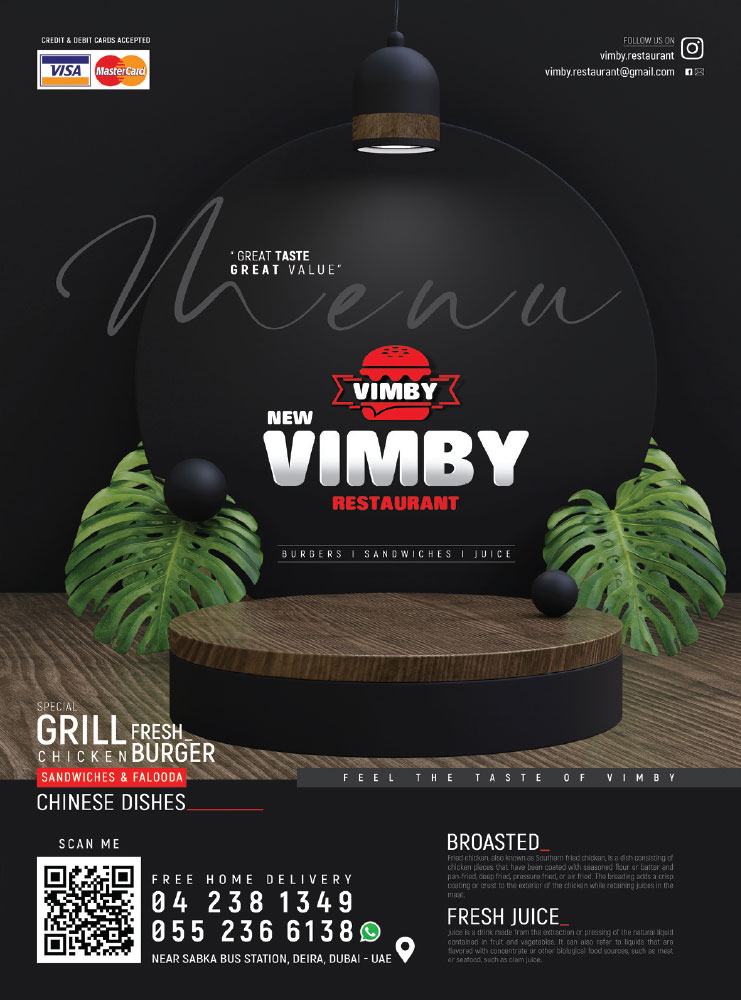 CREDIT & DEBIT CARDS ACCEPTED
VISA
MasterCard
FOLLOW US ON
vimby.restaurant
vimby.restaurant@gmail.com
" GREAT TASTE
GREAT VALUE"
Menu
VIMBY
NEW
VIMBY
RESTAURANT
BURGERS | SANDWICHES | JUICE
SPECIAL
GRILL FRESH_
CHICKEN BURGER
SANDWICHES & FALOODA
CHINESE DISHES
FEEL THE TASTE OF VIMBY
SCAN ME
FREE HOME DELIVERY
04 238 1349
055 236 6138
NEAR SABKA BUS STATION, DEIRA, DUBAI - UAE
BROASTED_
Fried chicken, also known as Southern fried chicken, is a dish consisting of
chicken pieces that have been coated with seasoned flour or batter and
pan-fried, deep fried, pressure fried, or air fried. The breading adds a crisp
coating or crust to the exterior of the chicken while retaining juices in the
meat.
FRESH JUICE_
Juice is a drink made from the extraction or pressing of the natural liquid
contained in fruit and vegetables. It can also refer to liquids that are
flavored with concentrate or other biological food sources, such as meat
or seafood, such as clam juice.